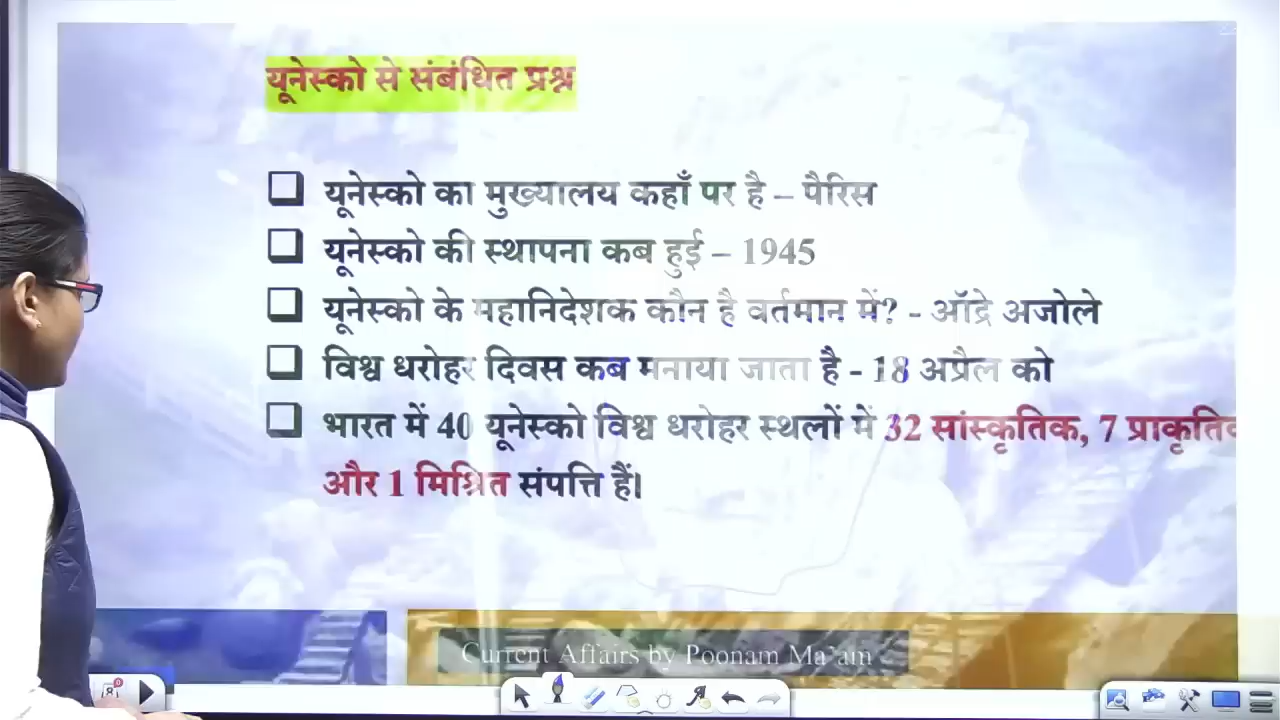 यूनेस्को से संबंधित प्रश्न
यूनेस्को का मुख्यालय कहाँ पर है – पैरिस
यूनेस्को की स्थापना कब हुई – 1945
यूनेस्को के महानिदेशक कौन है वर्तमान में? - ऑद्रे अजोले
विश्व धरोहर दिवस कब मनाया जाता है - 18 अप्रैल को
भारत में 40 यूनेस्को विश्व धरोहर स्थलों में 32 सांस्कृतिक, 7
और 1 मिश्रित संपत्ति हैं।
Current Affairs by Poonam Ma'am